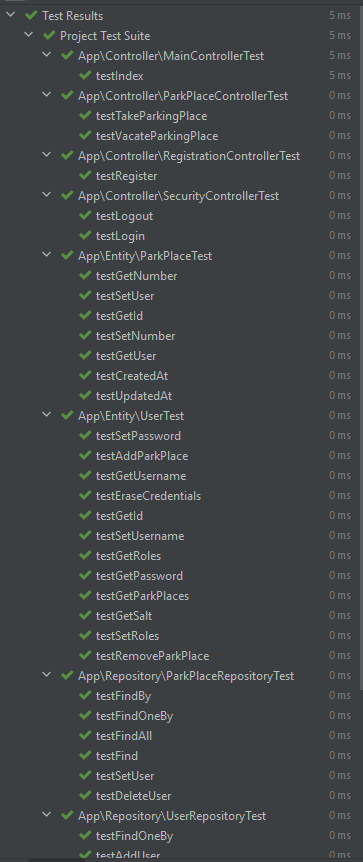 Test Results 5 ms
Project Test Suite 5 ms
App\Controller\MainControllerTest 5 ms
testIndex 5 ms
App\Controller\ParkPlaceControllerTest 0 ms
testTakeParkingPlace 0 ms
testVacateParkingPlace 0 ms
App\Controller\RegistrationControllerTest 0 ms
testRegister 0 ms
App\Controller\SecurityControllerTest 0 ms
testLogout 0 ms
testLogin 0 ms
App\Entity\ParkPlaceTest 0 ms
testGetNumber 0 ms
testSetUser 0 ms
testGetId 0 ms
testSetNumber 0 ms
testGetUser 0 ms
testCreatedAt 0 ms
testUpdatedAt 0 ms
App\Entity\UserTest 0 ms
testSetPassword 0 ms
testAddParkPlace 0 ms
testGetUsername 0 ms
testEraseCredentials 0 ms
testGetId 0 ms
testSetUsername 0 ms
testGetRoles 0 ms
testGetPassword 0 ms
testGetParkPlaces 0 ms
testGetSalt 0 ms
testSetRoles 0 ms
testRemoveParkPlace 0 ms
App\Repository\ParkPlaceRepositoryTest 0 ms
testFindBy 0 ms
testFindOneBy 0 ms
testFindAll 0 ms
testFind 0 ms
testSetUser 0 ms
testDeleteUser 0 ms
App\Repository\UserRepositoryTest 0 ms
testFindOneBy 0 ms
testAddUser 0 ms